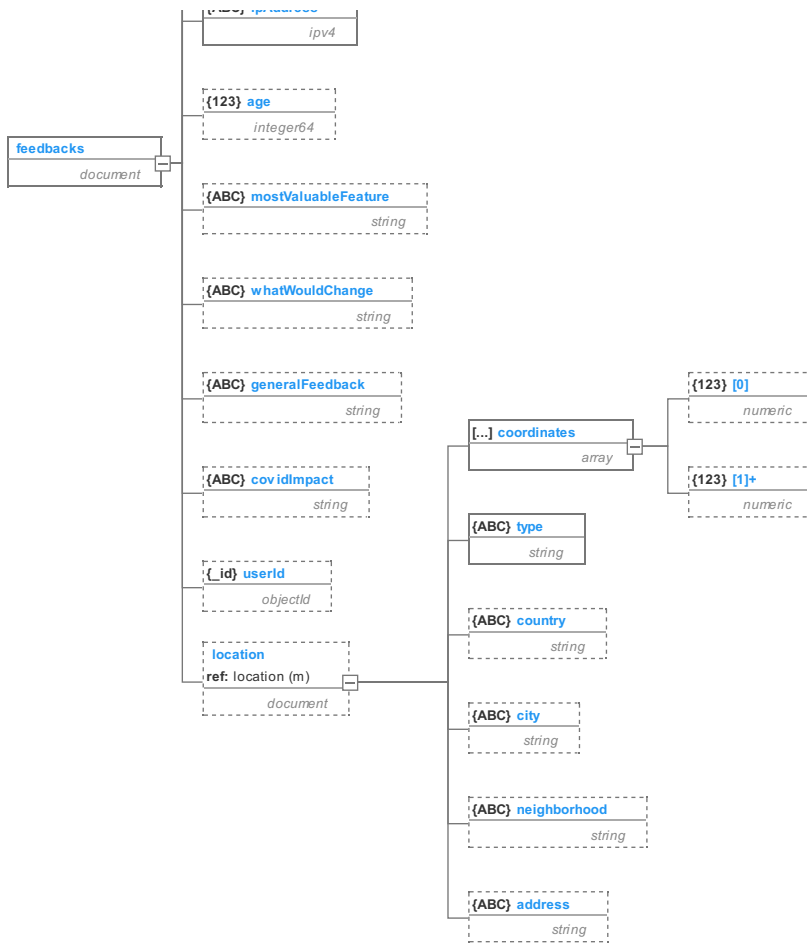 {ABC} ipAddress
ipv4
{123} age
integer64
feedbacks
document
{ABC} mostValuableFeature
string
{ABC} whatWouldChange
string
{ABC} generalFeedback
string
{123} [0]
numeric
[...] coordinates
array
{ABC} covidImpact
string
{123} [1]+
numeric
{ABC} type
string
{_id} userId
objectId
{ABC} country
string
location
ref: location (m)
document
{ABC} city
string
{ABC} neighborhood
string
{ABC} address
string